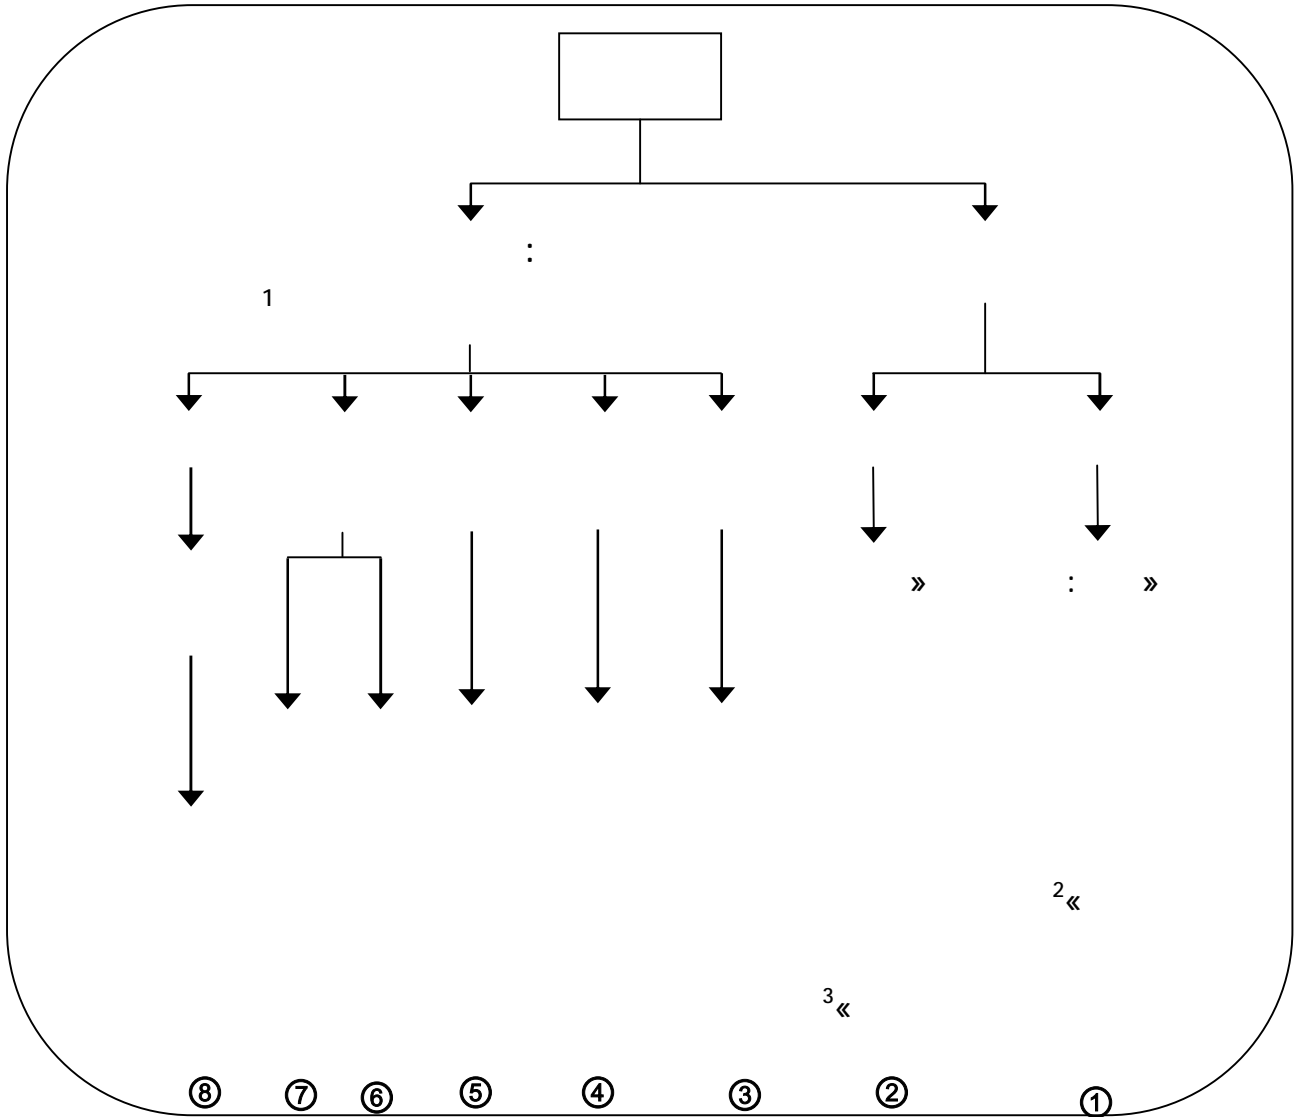 :
1
» : »
2«
3«
⑧ ⑦ ⑥ ⑤ ④ ③ ② ①